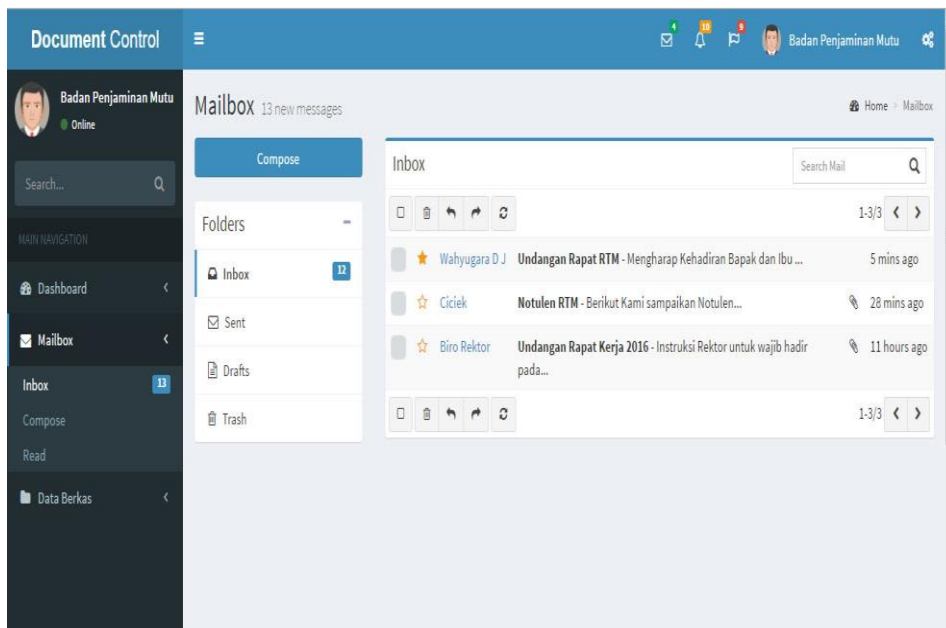 Document Control
4
10
9
Badan Penjaminan Mutu
Badan Penjaminan Mutu
Online
Search...
MAIN NAVIGATION
Dashboard
Mailbox
Inbox 13
Compose
Read
Data Berkas
Mailbox 13 new messages
Home > Mailbox
Compose
Folders
Inbox 12
Sent
Drafts
Trash
Inbox
Search Mail
1-3/3
Wahyugara D J Undangan Rapat RTM - Mengharap Kehadiran Bapak dan Ibu ... 5 mins ago
Ciciek Notulen RTM - Berikut Kami sampaikan Notulen... 28 mins ago
Biro Rektor Undangan Rapat Kerja 2016 - Instruksi Rektor untuk wajib hadir 11 hours ago
pada...
1-3/3